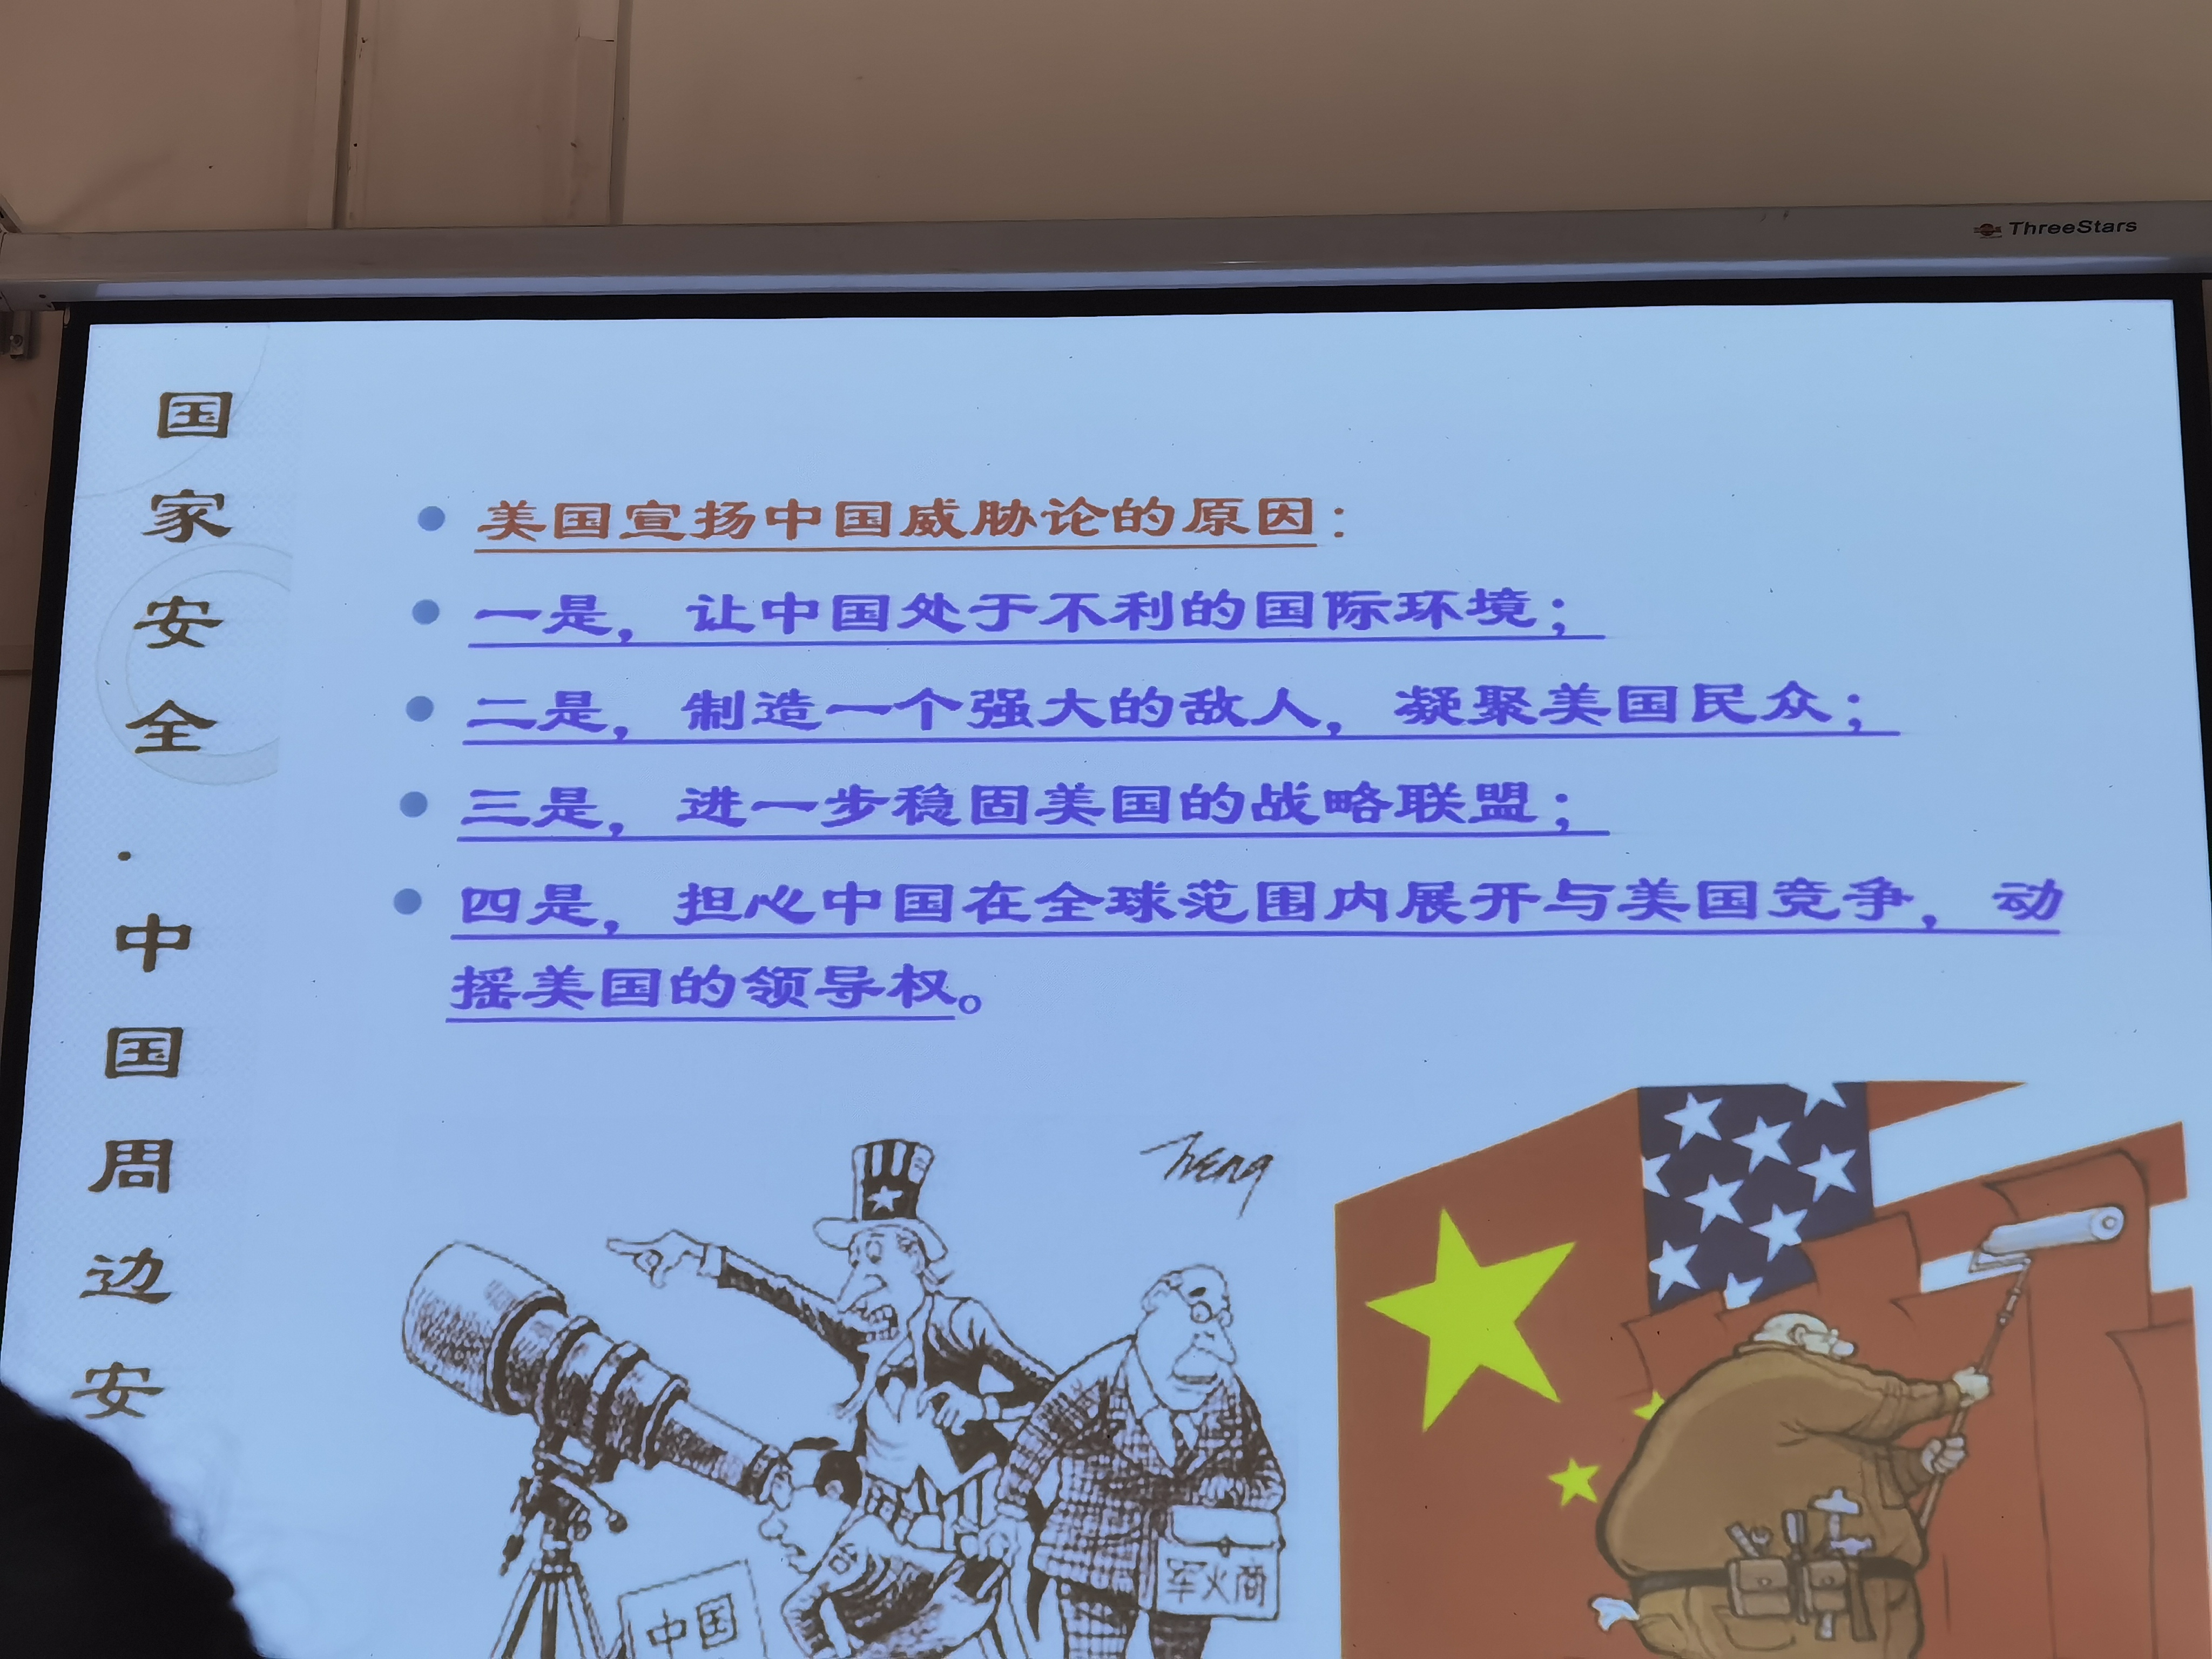 ThreeStars
国家安全·中国周边安
美国宣扬中国威胁论的原因：
一是，让中国处于不利的国际环境；
二是，制造一个强大的敌人，凝聚美国民众；
三是，进一步稳固美国的战略联盟；
四是，担心中国在全球范围内展开与美国竞争，动
摇美国的领导权。
军火商
中国